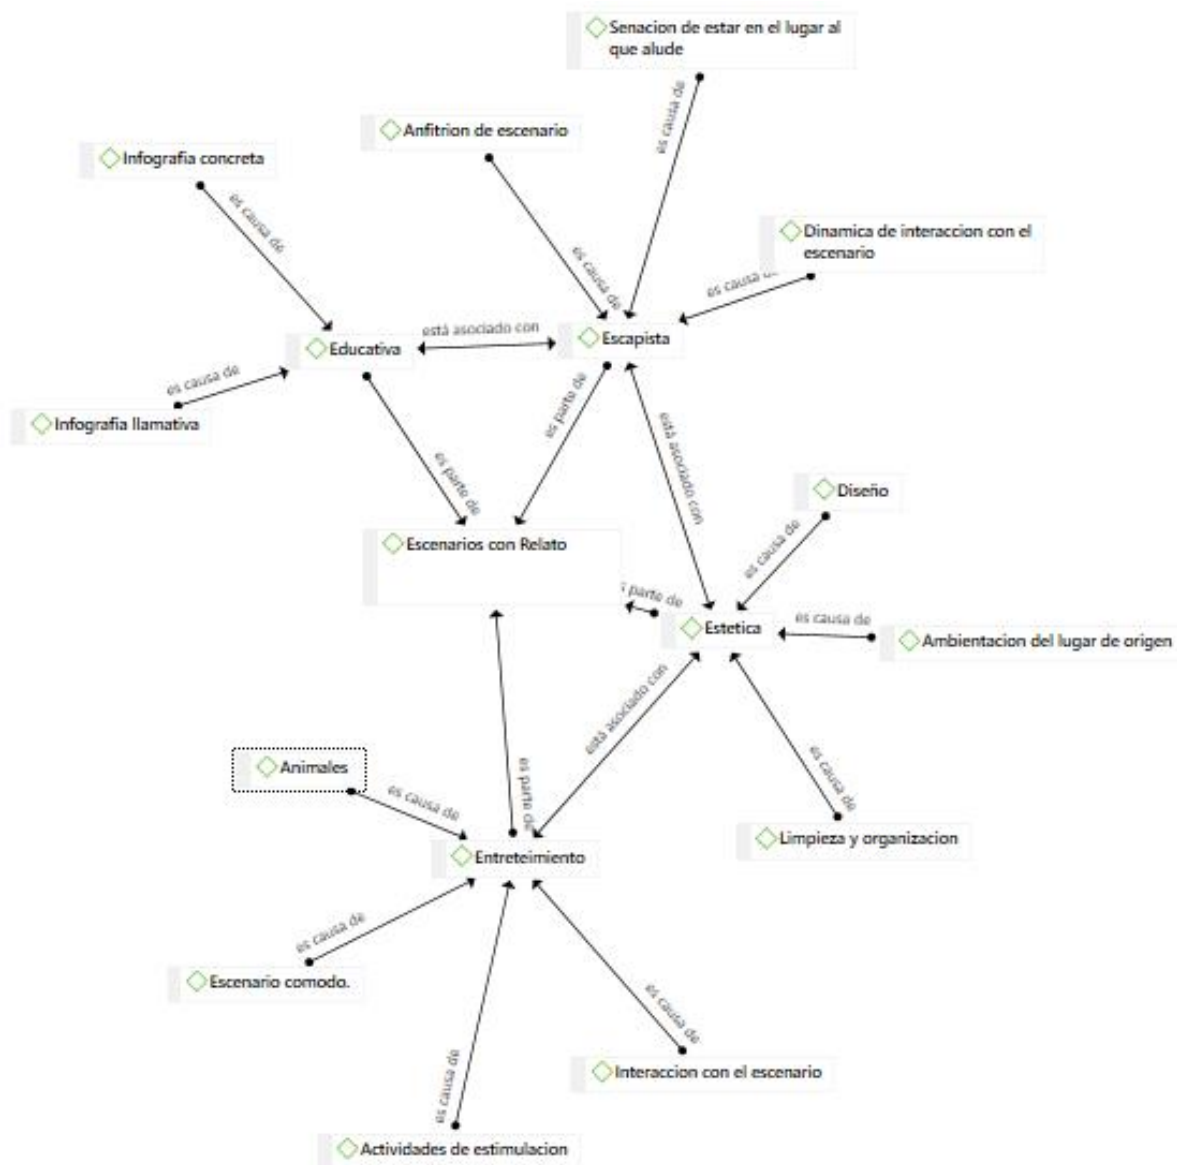 Senacion de estar en el lugar al
que alude
es causa de
Anfitrion de escenario
Infografia concreta
es causa de
es causa de
Dinamica de interaccion con el
escenario
es causa de
está asociado con
Educativa
Escapista
es causa de
Infografia llamativa
es parte de
es parte de
está asociado con
Diseño
es causa de
Escenarios con Relato
es parte de
Estetica
es causa de
Ambientacion del lugar de origen
está asociado con
es parte de
es causa de
Animales
es causa de
Limpieza y organizacion
Entreteimiento
es causa de
Escenario comodo.
es causa de
Interaccion con el escenario
es causa de
Actividades de estimulacion